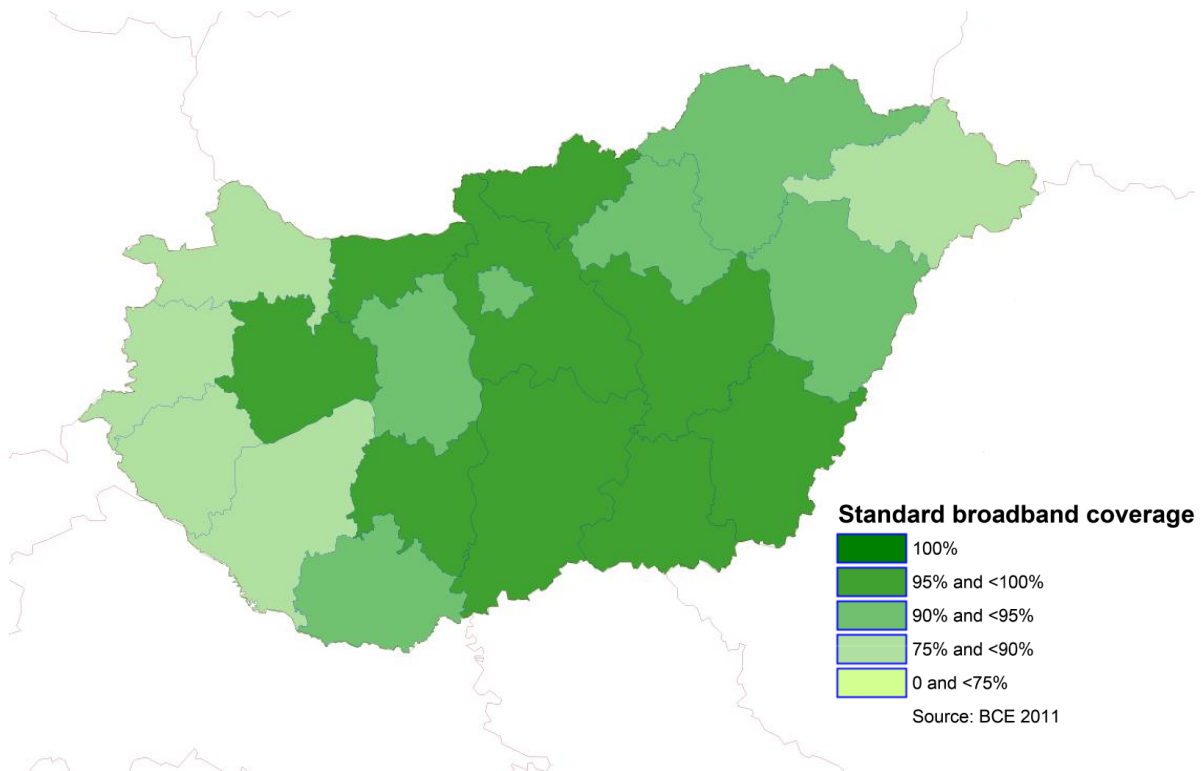 Standard broadband coverage
100%
95% and <100%
90% and <95%
75% and <90%
0 and <75%
Source: BCE 2011